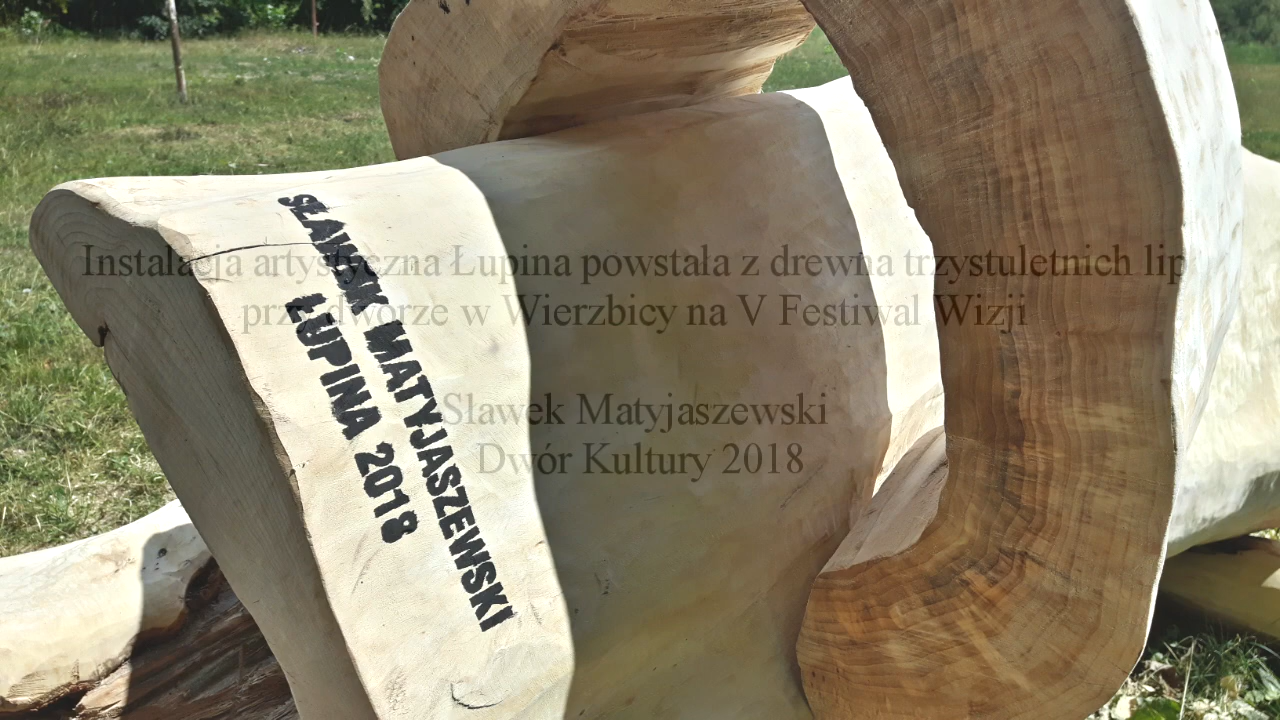 SŁAWEK MATYJASZEWSKI
ŁUPINA 2018
Instalacja artystyczna Łupina powstała z drewna trzystuletnich lip
przy dworze w Wierzbicy na V Festiwal Wizji
Sławek Matyjaszewski
Dwór Kultury 2018